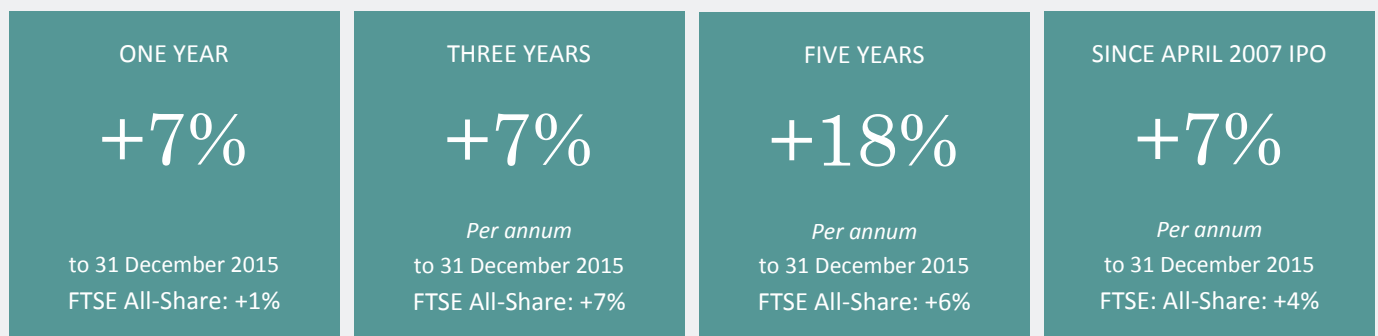 ONE YEAR
+7%
to 31 December 2015
FTSE All-Share: +1%
THREE YEARS
+7%
Per annum
to 31 December 2015
FTSE All-Share: +7%
FIVE YEARS
+18%
Per annum
to 31 December 2015
FTSE All-Share: +6%
SINCE APRIL 2007 IPO
+7%
Per annum
to 31 December 2015
FTSE: All-Share: +4%